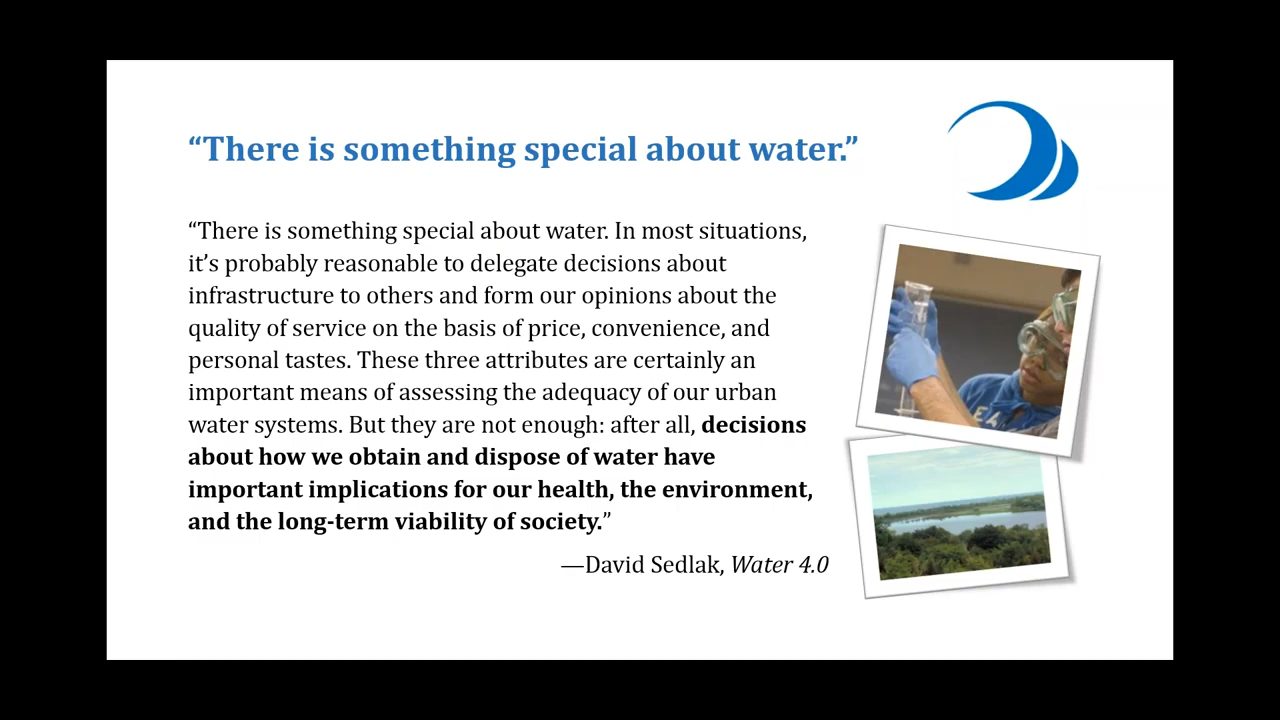 “There is something special about water.”
“There is something special about water. In most situations,
it’s probably reasonable to delegate decisions about
infrastructure to others and form our opinions about the
quality of service on the basis of price, convenience, and
personal tastes. These three attributes are certainly an
important means of assessing the adequacy of our urban
water systems. But they are not enough: after all, decisions
about how we obtain and dispose of water have
important implications for our health, the environment,
and the long-term viability of society.”
—David Sedlak, Water 4.0